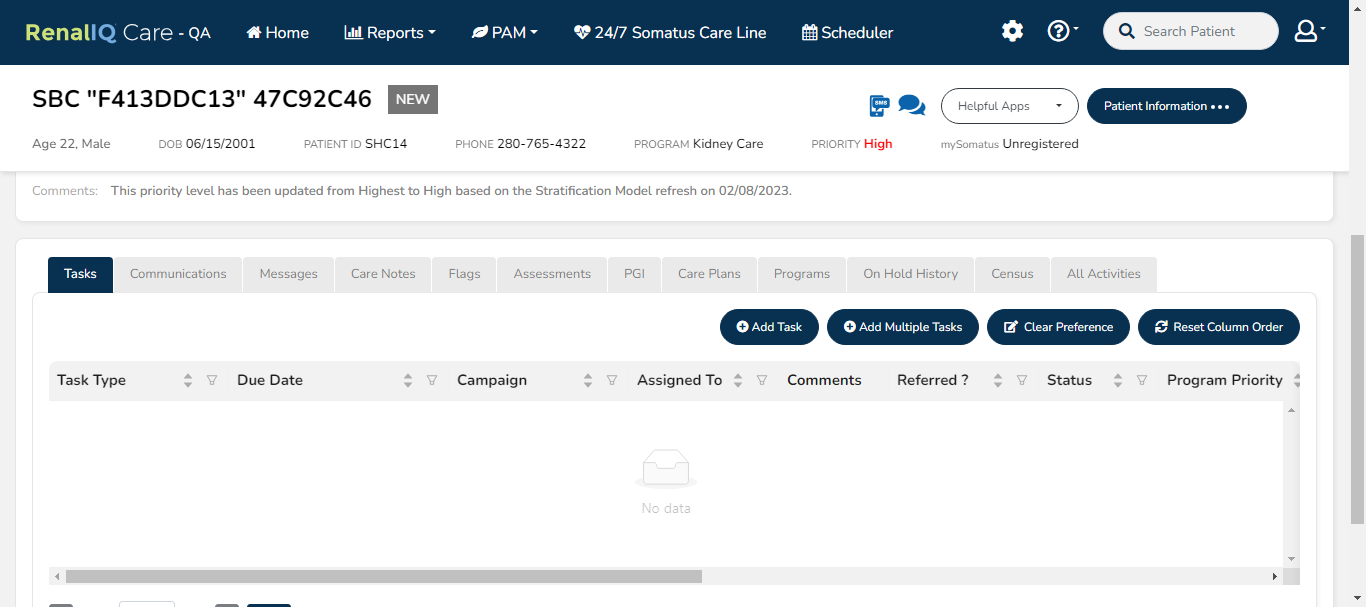 RenalIQ Care - QA Home Reports PAM 24/7 Somatus Care Line Scheduler Search Patient
SBC "F413DDC13" 47C92C46 NEW SMS Helpful Apps Patient Information
Age 22, Male DOB 06/15/2001 PATIENT ID SHC14 PHONE 280-765-4322 PROGRAM Kidney Care PRIORITY High mySomatus Unregistered
Comments: This priority level has been updated from Highest to High based on the Stratification Model refresh on 02/08/2023.
Tasks Communications Messages Care Notes Flags Assessments PGI Care Plans Programs On Hold History Census All Activities
Add Task Add Multiple Tasks Clear Preference Reset Column Order
Task Type Due Date Campaign Assigned To Comments Referred ? Status Program Priority
No data